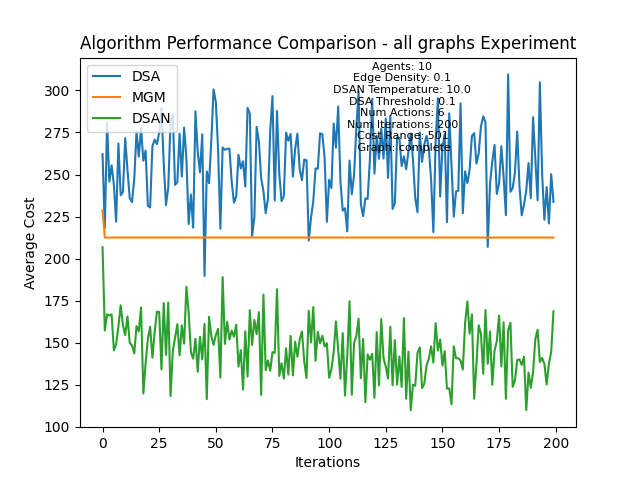 Algorithm Performance Comparison - all graphs Experiment
DSA
MGM
DSAN
Agents: 10
Edge Density: 0.1
DSAN Temperature: 10.0
DSA Threshold: 0.1
Num Actions: 6
Num Iterations: 200
Cost Range: 501
Graph: complete
Average Cost
300
275
250
225
200
175
150
125
100
0
25
50
75
100
125
150
175
200
Iterations